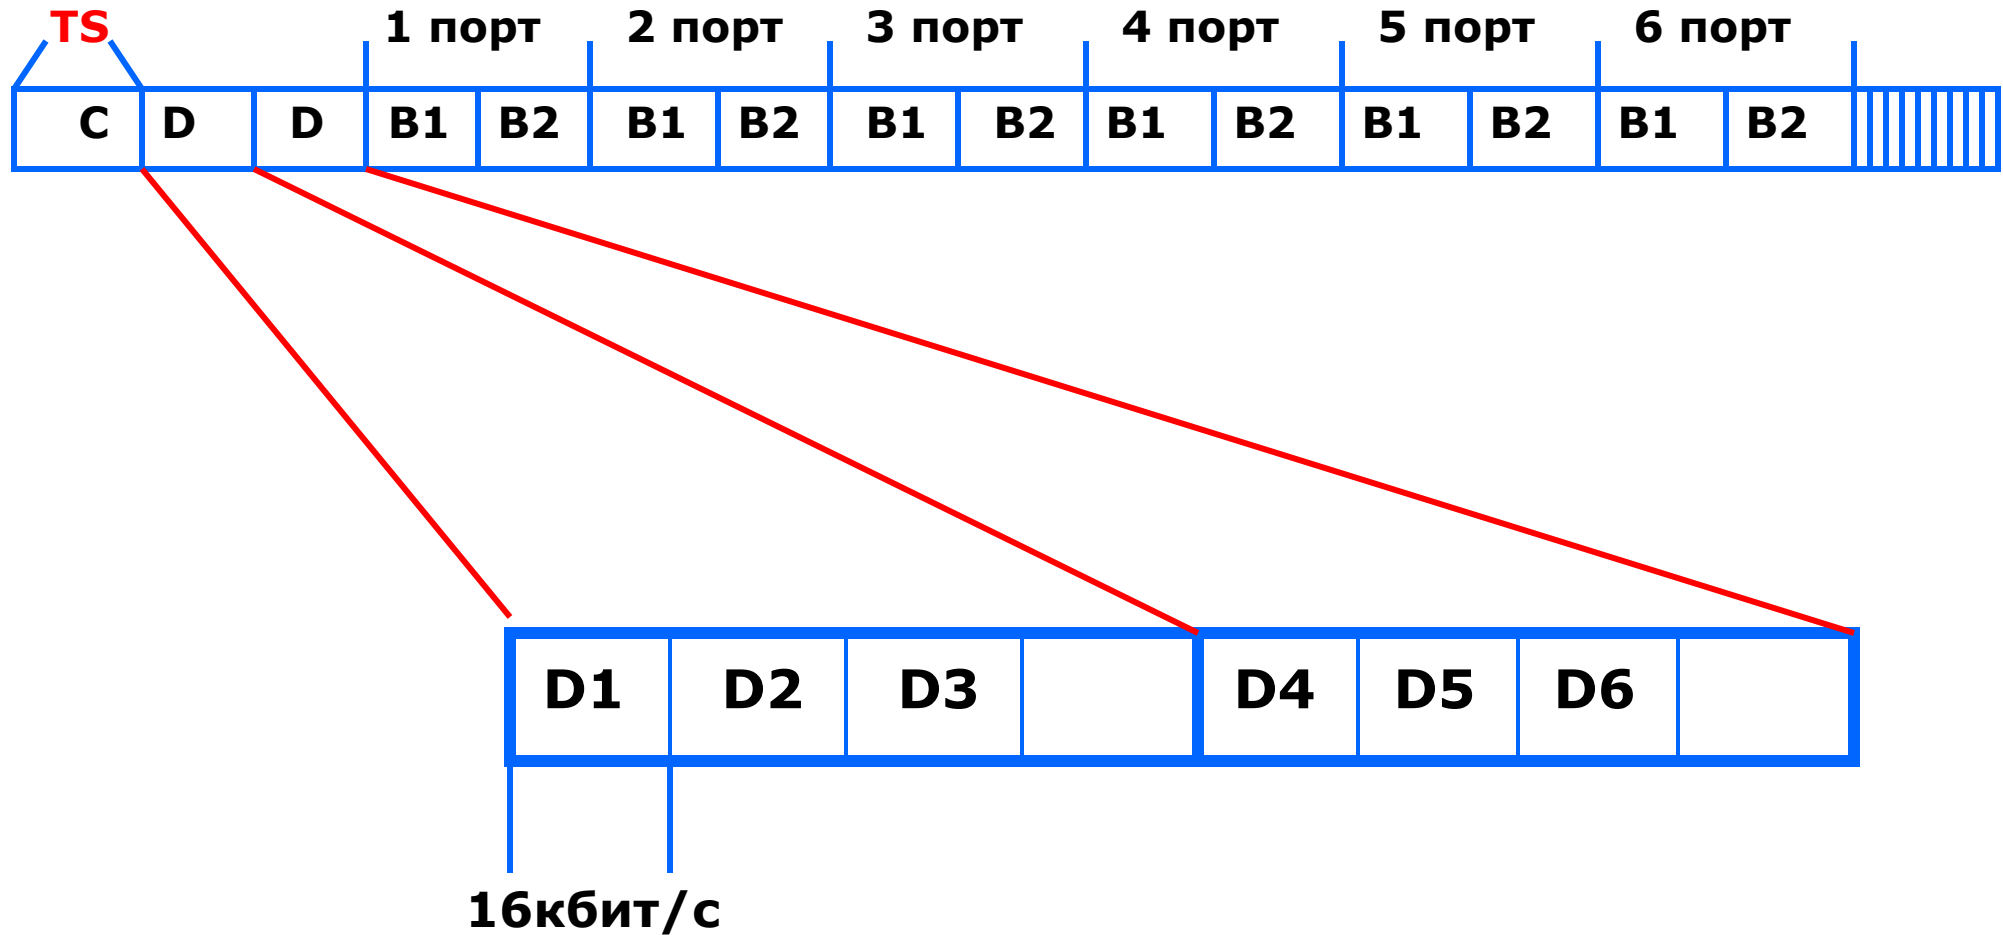 TS 1 порт 2 порт 3 порт 4 порт 5 порт 6 порт
C D D B1 B2 B1 B2 B1 B2 B1 B2 B1 B2 B1 B2
D1 D2 D3 D4 D5 D6
16кбит/с